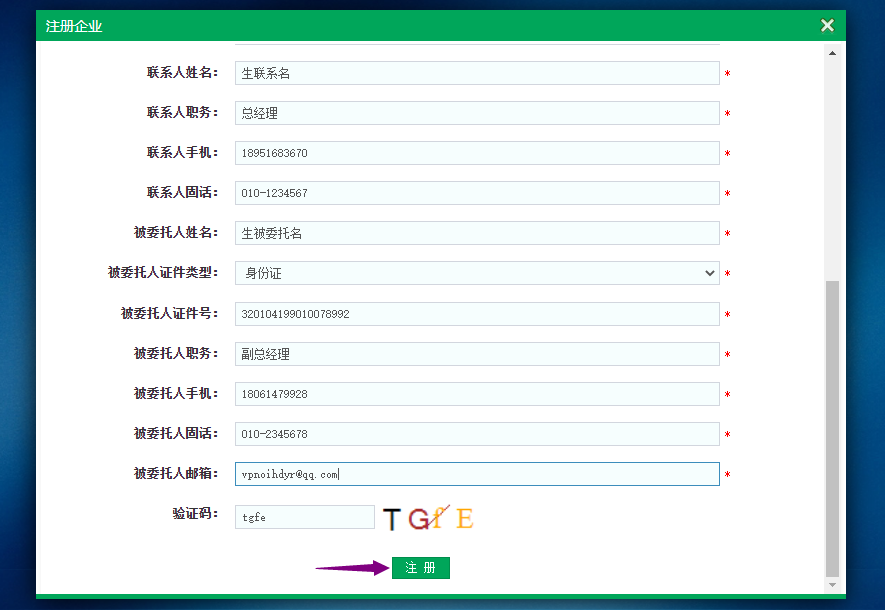 注册企业
联系人姓名： 生联系名 *
联系人职务： 总经理 *
联系人手机： 18951683670 *
联系人固话： 010-1234567 *
被委托人姓名： 生被委托名 *
被委托人证件类型： 身份证 *
被委托人证件号： 320104199010078992 *
被委托人职务： 副总经理 *
被委托人手机： 18061479928 *
被委托人固话： 010-2345678 *
被委托人邮箱： vpnoihdyr@qq.com *
验证码： tgfe TGfE
注 册